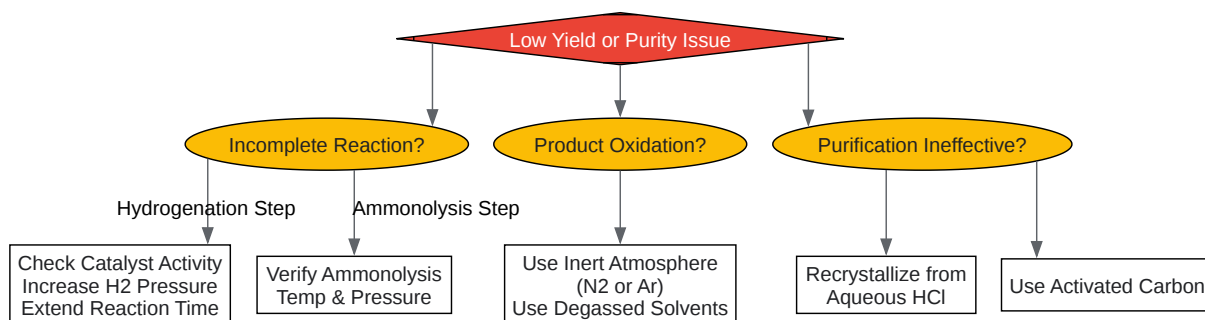 Low Yield or Purity Issue
Incomplete Reaction?
Product Oxidation?
Purification Ineffective?
Hydrogenation Step
Ammonolysis Step
Check Catalyst Activity
Increase H2 Pressure
Extend Reaction Time
Verify Ammonolysis
Temp & Pressure
Use Inert Atmosphere
(N2 or Ar)
Use Degassed Solvents
Recrystallize from
Aqueous HCl
Use Activated Carbon